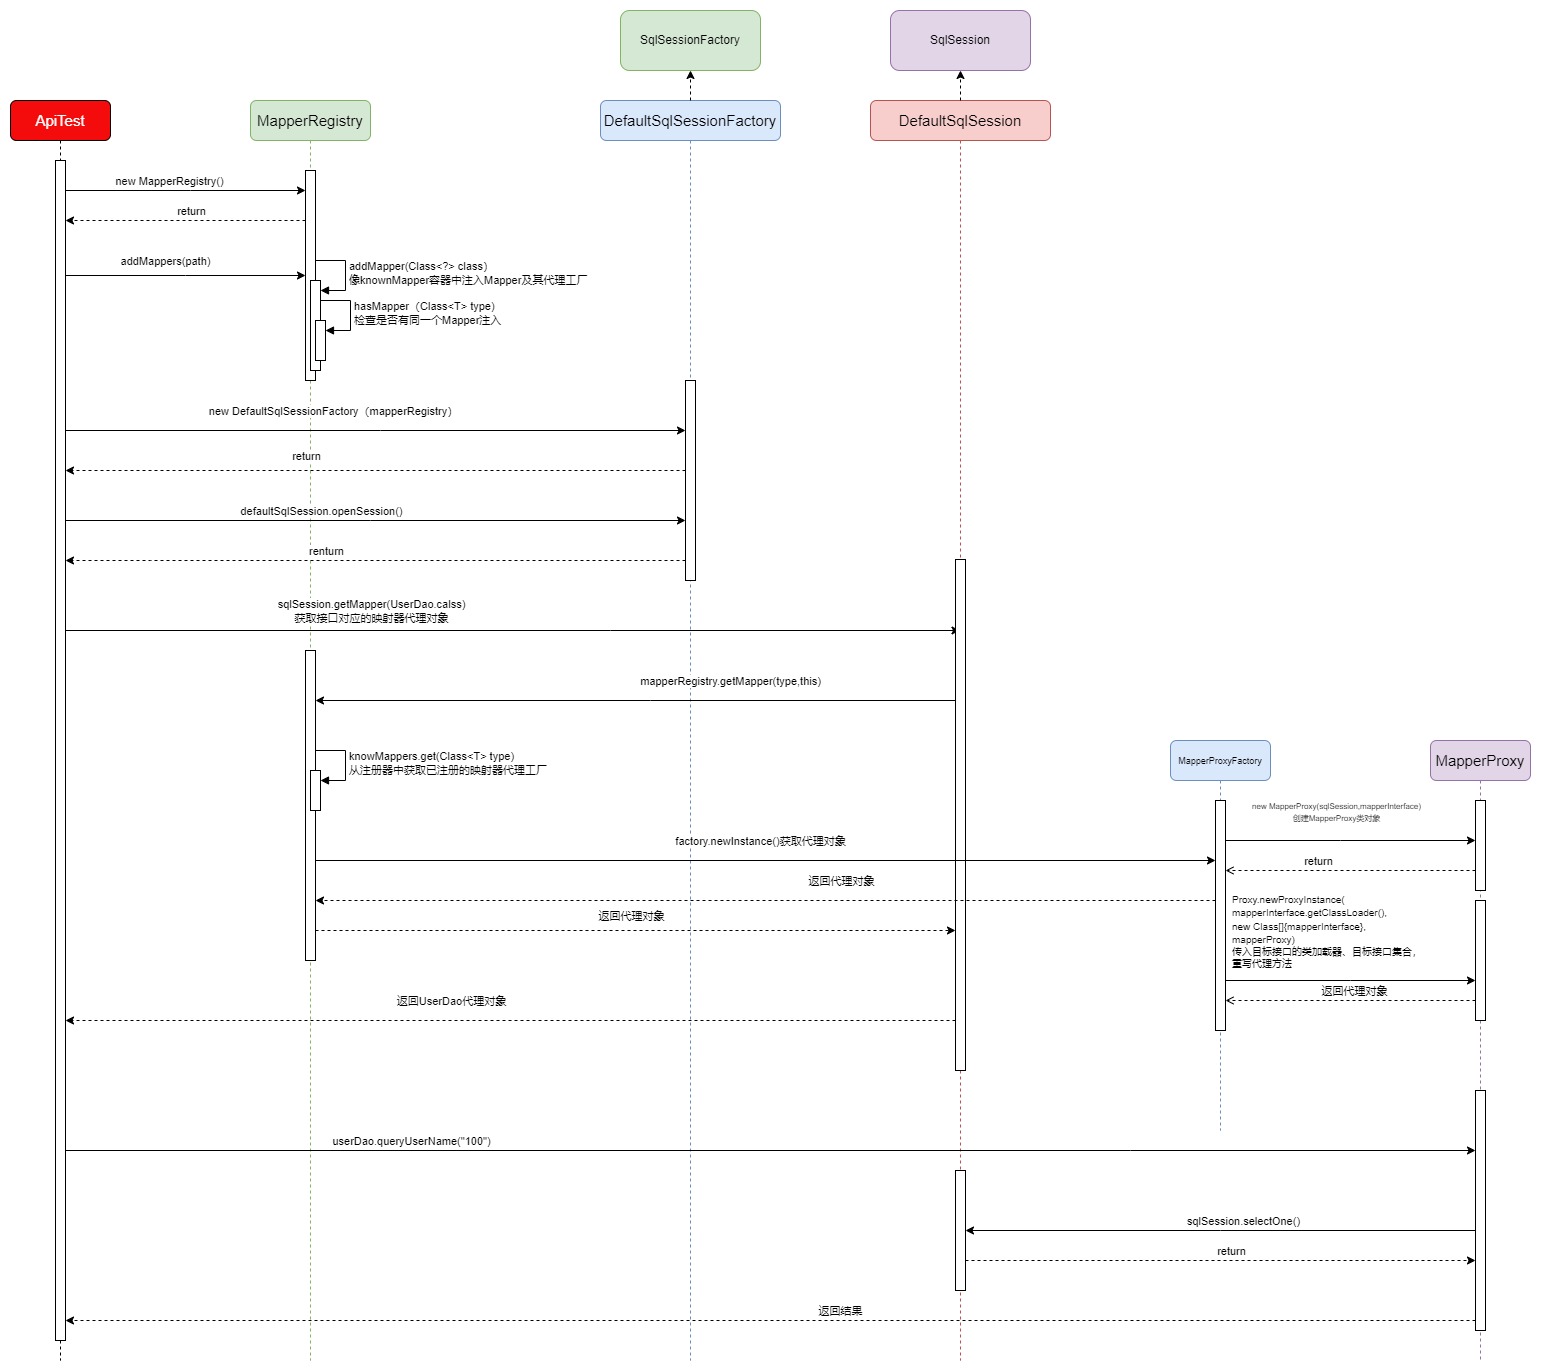 SqlSessionFactory
SqlSession
ApiTest
MapperRegistry
DefaultSqlSessionFactory
DefaultSqlSession
new MapperRegistry()
return
addMappers(path)
addMapper(Class<?> class)
像knownMapper容器中注入Mapper及其代理工厂
hasMapper（Class<T> type)
检查是否有同一个Mapper注入
new DefaultSqlSessionFactory（mapperRegistry）
return
defaultSqlSession.openSession()
renturn
sqlSession.getMapper(UserDao.calss)
获取接口对应的映射器代理对象
mapperRegistry.getMapper(type,this)
knowMappers.get(Class<T> type)
从注册器中获取已注册的映射器代理工厂
MapperProxyFactory
MapperProxy
new MapperProxy(sqlSession,mapperInterface)
创建MapperProxy类对象
factory.newInstance()获取代理对象
return
返回代理对象
返回代理对象
Proxy.newProxyInstance(
mapperInterface.getClassLoader(),
new Class[]{mapperInterface},
mapperProxy)
传入目标接口的类加载器、目标接口集合，
重写代理方法
返回代理对象
返回UserDao代理对象
userDao.queryUserName("100")
sqlSession.selectOne()
return
返回结果